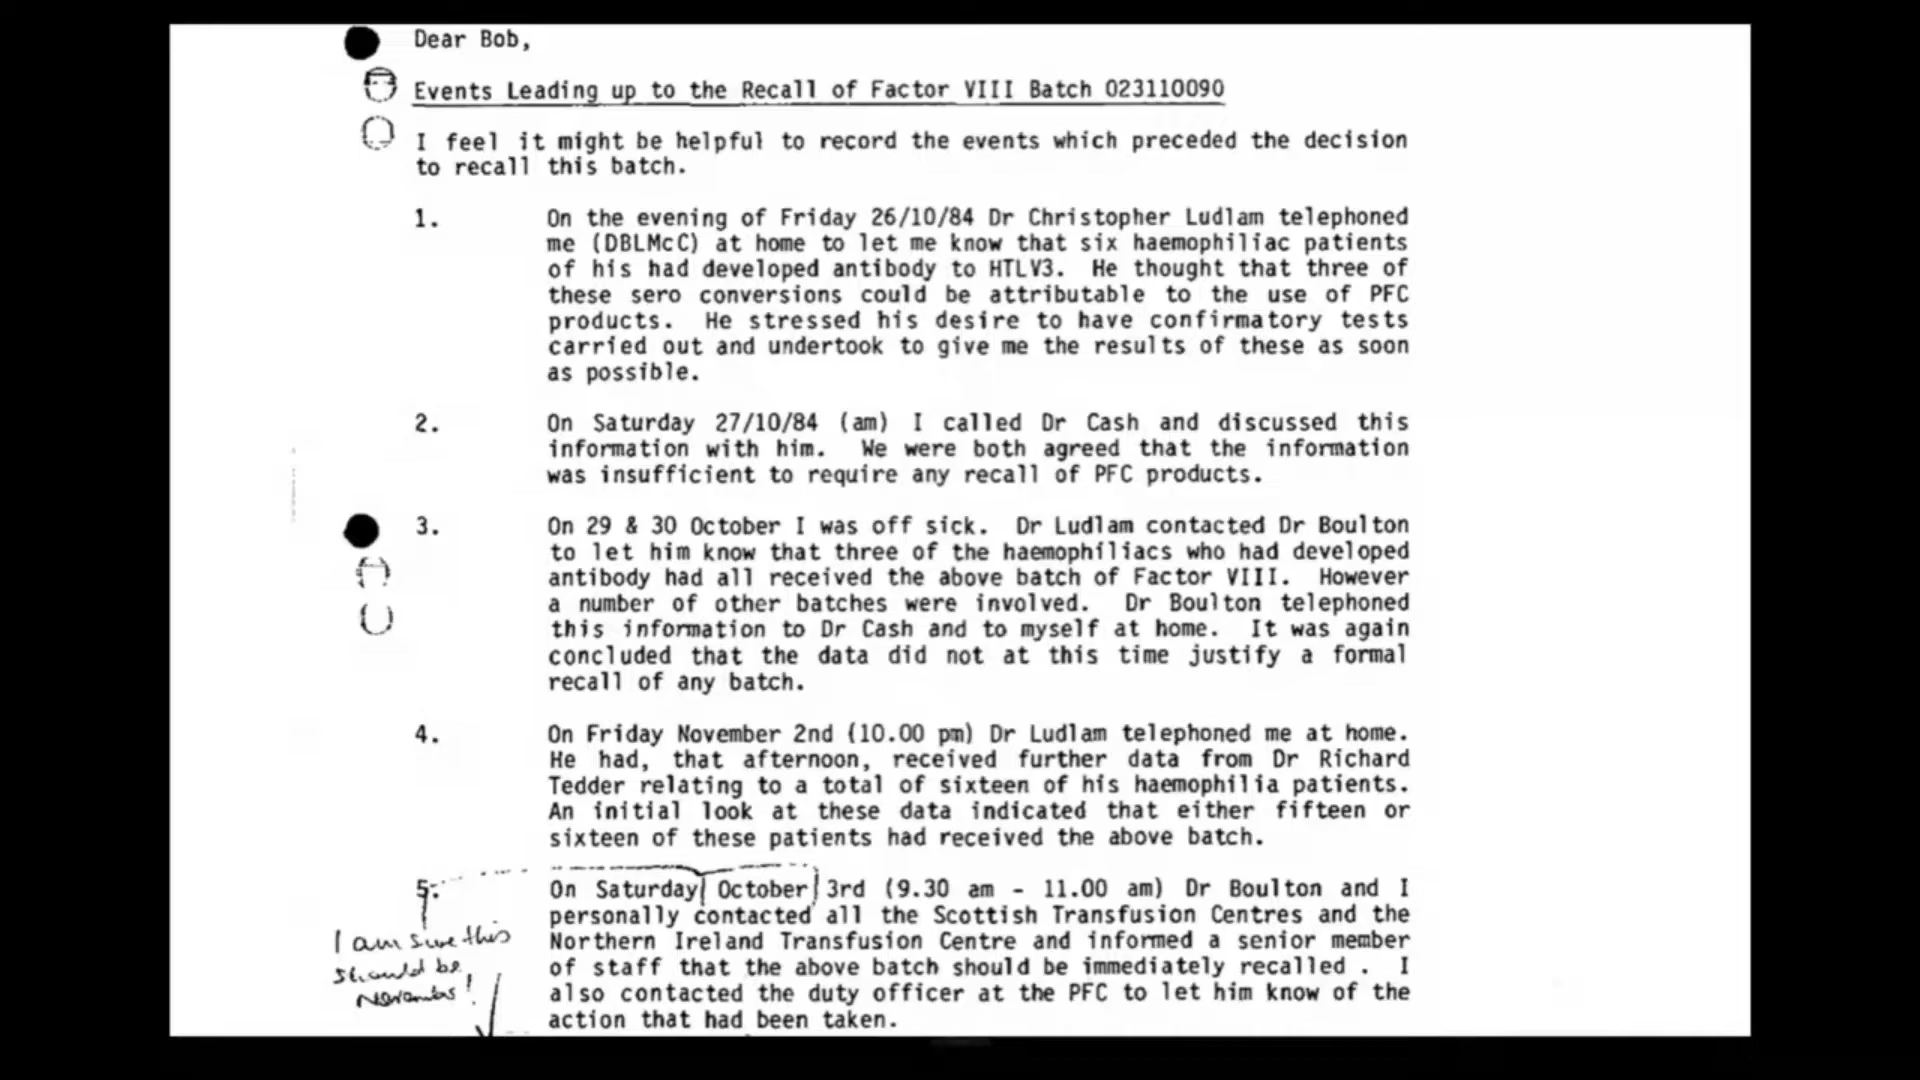 Dear Bob,
Events Leading up to the Recall of Factor VIII Batch 023110090
I feel it might be helpful to record the events which preceded the decision
to recall this batch.
1. On the evening of Friday 26/10/84 Dr Christopher Ludlam telephoned
me (DBLMcC) at home to let me know that six haemophiliac patients
of his had developed antibody to HTLV3. He thought that three of
these sero conversions could be attributable to the use of PFC
products. He stressed his desire to have confirmatory tests
carried out and undertook to give me the results of these as soon
as possible.
2. On Saturday 27/10/84 (am) I called Dr Cash and discussed this
information with him. We were both agreed that the information
was insufficient to require any recall of PFC products.
3. On 29 & 30 October I was off sick. Dr Ludlam contacted Dr Boulton
to let him know that three of the haemophiliacs who had developed
antibody had all received the above batch of Factor VIII. However
a number of other batches were involved. Dr Boulton telephoned
this information to Dr Cash and to myself at home. It was again
concluded that the data did not at this time justify a formal
recall of any batch.
4. On Friday November 2nd (10.00 pm) Dr Ludlam telephoned me at home.
He had, that afternoon, received further data from Dr Richard
Tedder relating to a total of sixteen of his haemophilia patients.
An initial look at these data indicated that either fifteen or
sixteen of these patients had received the above batch.
5. On Saturday October 3rd (9.30 am - 11.00 am) Dr Boulton and I
personally contacted all the Scottish Transfusion Centres and the
Northern Ireland Transfusion Centre and informed a senior member
of staff that the above batch should be immediately recalled . I
also contacted the duty officer at the PFC to let him know of the
action that had been taken.
I am sure this
should be
November!